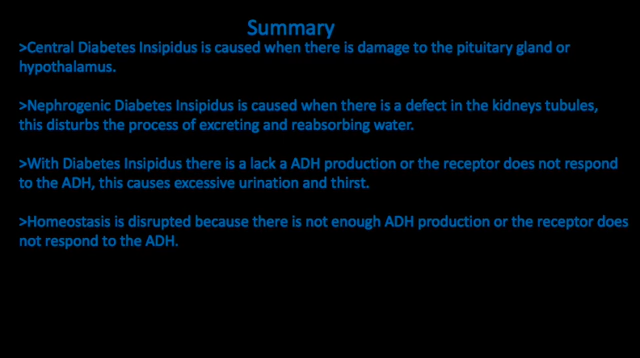 Summary
>Central Diabetes Insipidus is caused when there is damage to the pituitary gland or
hypothalamus.
>Nephrogenic Diabetes Insipidus is caused when there is a defect in the kidneys tubules,
this disturbs the process of excreting and reabsorbing water.
>With Diabetes Insipidus there is a lack a ADH production or the receptor does not respond
to the ADH, this causes excessive urination and thirst.
>Homeostasis is disrupted because there is not enough ADH production or the receptor does
not respond to the ADH.